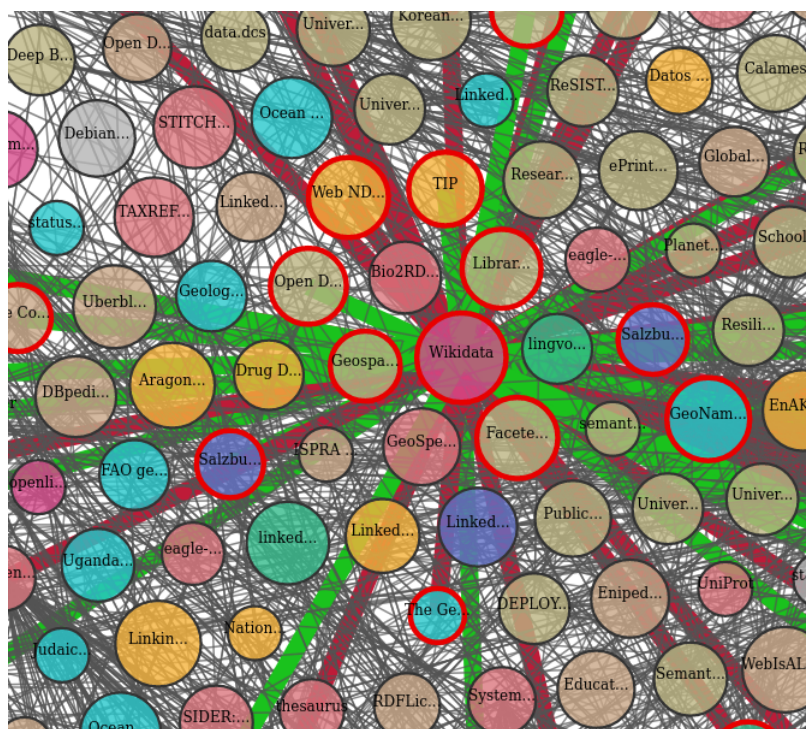 Deep B...
Open D...
data.dcs
Univer...
Korean...
Linked...
ReSIST...
Datos ...
Calames
Debian...
STITCH...
Ocean ...
Univer...
Web ND...
TIP
Resear...
ePrint...
Global...
status...
TAXREF...
Linked...
Librar...
eagle-...
Planet...
School
Uberbl...
Geolog...
Open D...
Bio2RD...
e Co...
Geospa...
Wikidata
lingvo...
Salzbu...
Resili...
DBpedi...
Aragon...
Drug D...
GeoNam...
EnAK
openli...
FAO ge...
Salzbu...
ISPRA ...
GeoSpe...
Facete...
semant...
Univer...
Univer...
Uganda...
eagle-...
linked...
Linked...
Linked...
Public...
en...
Judaic...
Linkin...
Nation...
The Ge...
DEPLOY...
Eniped...
UniProt
Ocean
SIDER:...
thesaurus
RDFLic...
System...
Educat...
Semant...
WebIsAL